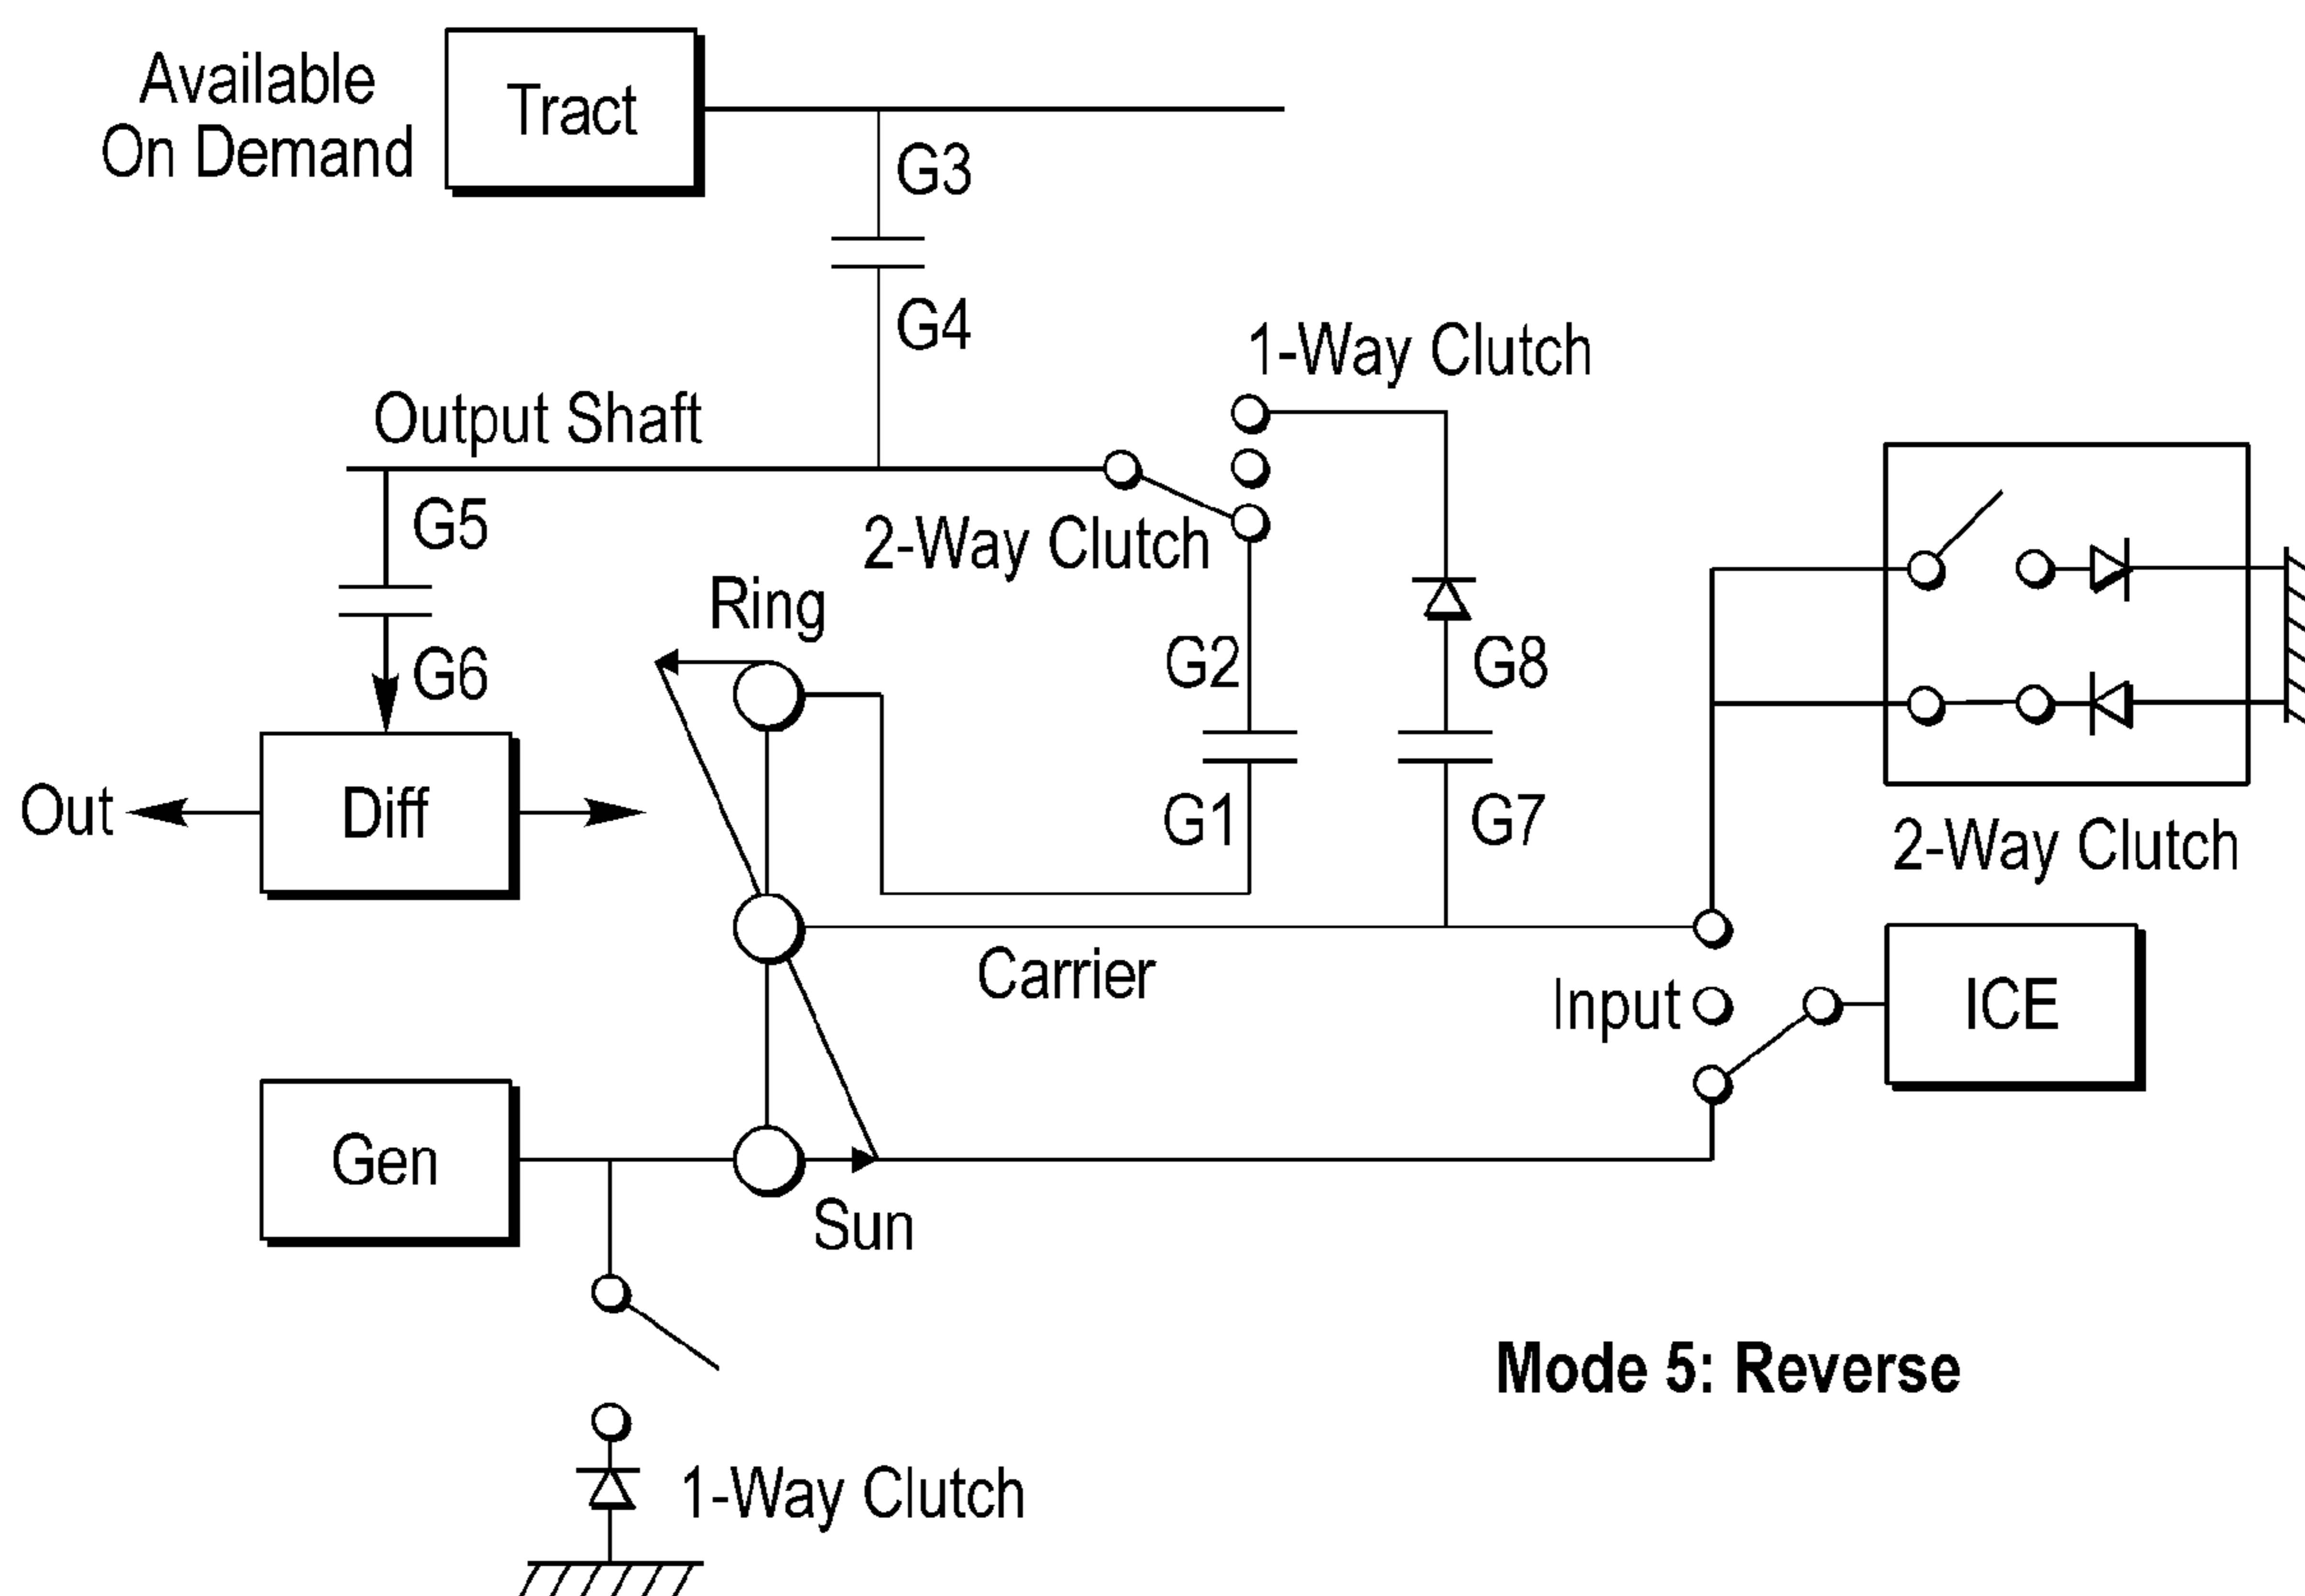 Available
On Demand
Tract
G3
G4
1-Way Clutch
Output Shaft
2-Way Clutch
G5
G6
Ring
G2
G8
G1
G7
Out
Diff
2-Way Clutch
Carrier
Input
ICE
Gen
Sun
1-Way Clutch
Mode 5: Reverse